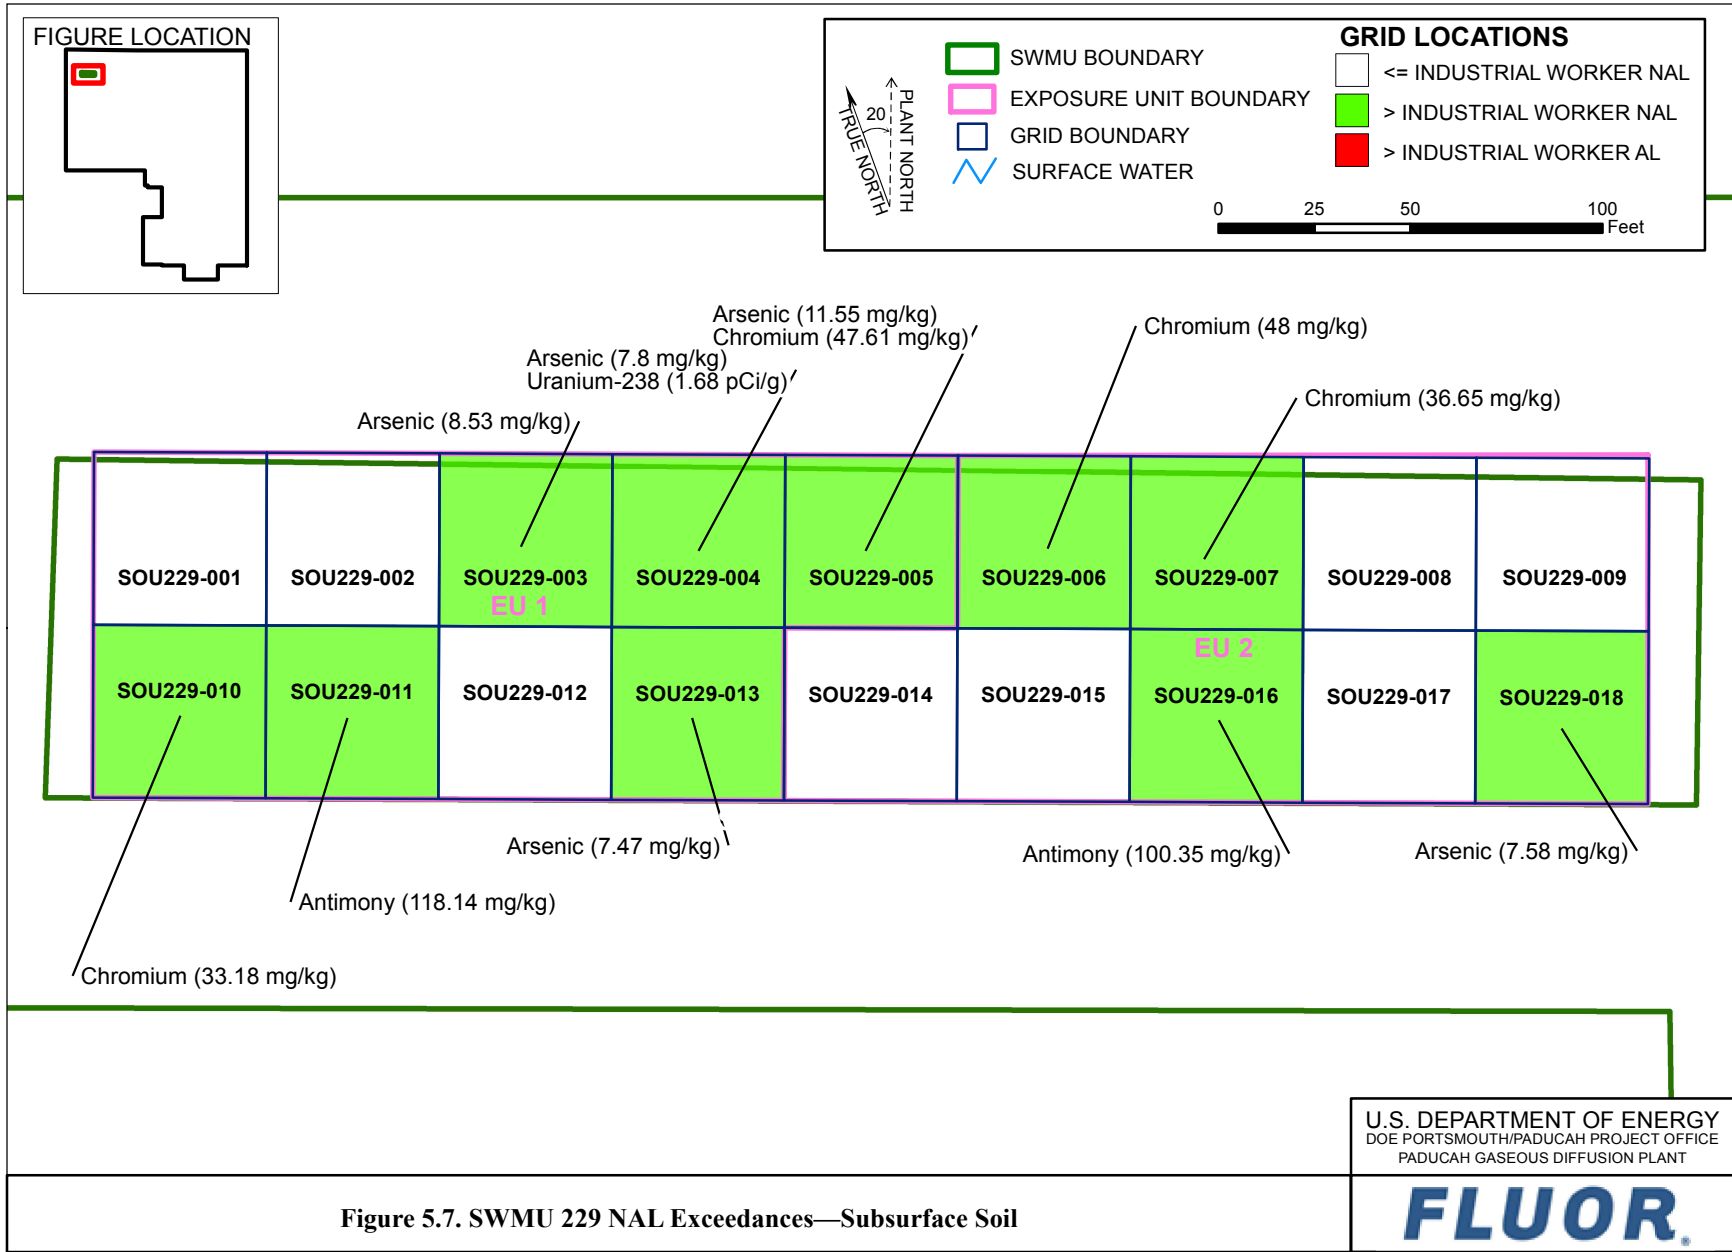 FIGURE LOCATION
TRUE NORTH
20
PLANT NORTH
SWMU BOUNDARY
EXPOSURE UNIT BOUNDARY
GRID BOUNDARY
SURFACE WATER
GRID LOCATIONS
<= INDUSTRIAL WORKER NAL
> INDUSTRIAL WORKER NAL
> INDUSTRIAL WORKER AL
0 25 50 100
Feet
Arsenic (11.55 mg/kg)
Chromium (47.61 mg/kg)
Chromium (48 mg/kg)
Arsenic (7.8 mg/kg)
Uranium-238 (1.68 pCi/g)
Chromium (36.65 mg/kg)
Arsenic (8.53 mg/kg)
SOU229-001 SOU229-002 SOU229-003 SOU229-004 SOU229-005 SOU229-006 SOU229-007 SOU229-008 SOU229-009
EU 1
EU 2
SOU229-010 SOU229-011 SOU229-012 SOU229-013 SOU229-014 SOU229-015 SOU229-016 SOU229-017 SOU229-018
Arsenic (7.47 mg/kg)
Antimony (100.35 mg/kg)
Arsenic (7.58 mg/kg)
Antimony (118.14 mg/kg)
Chromium (33.18 mg/kg)
U.S. DEPARTMENT OF ENERGY
DOE PORTSMOUTH/PADUCAH PROJECT OFFICE
PADUCAH GASEOUS DIFFUSION PLANT
Figure 5.7. SWMU 229 NAL Exceedances—Subsurface Soil
FLUOR®